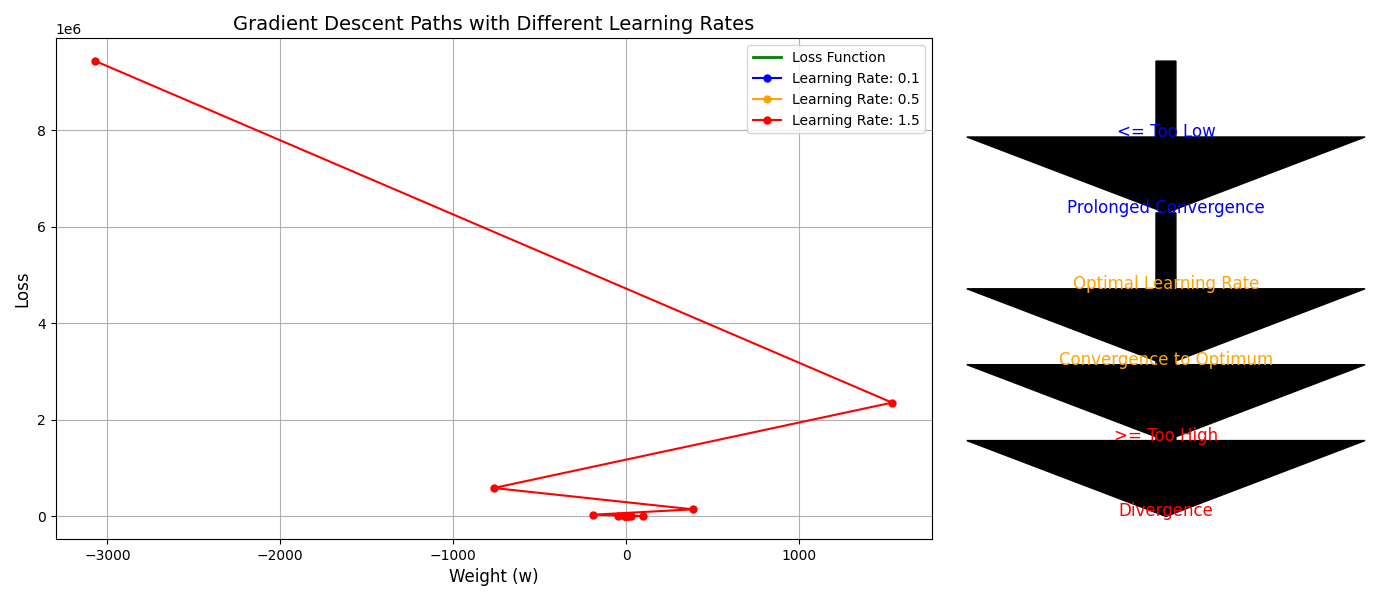 Gradient Descent Paths with Different Learning Rates
1e6
8
6
4
2
0
Loss
−3000
−2000
−1000
0
1000
Weight (w)
Loss Function
Learning Rate: 0.1
Learning Rate: 0.5
Learning Rate: 1.5
<= Too Low
Prolonged Convergence
Optimal Learning Rate
Convergence to Optimum
>= Too High
Divergence